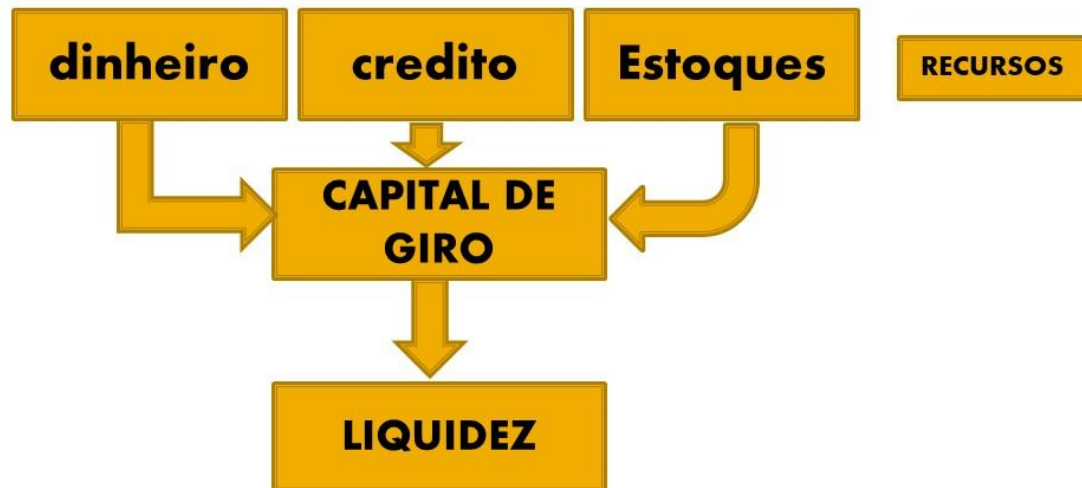 dinheiro
credito
Estoques
RECURSOS
CAPITAL DE
GIRO
LIQUIDEZ